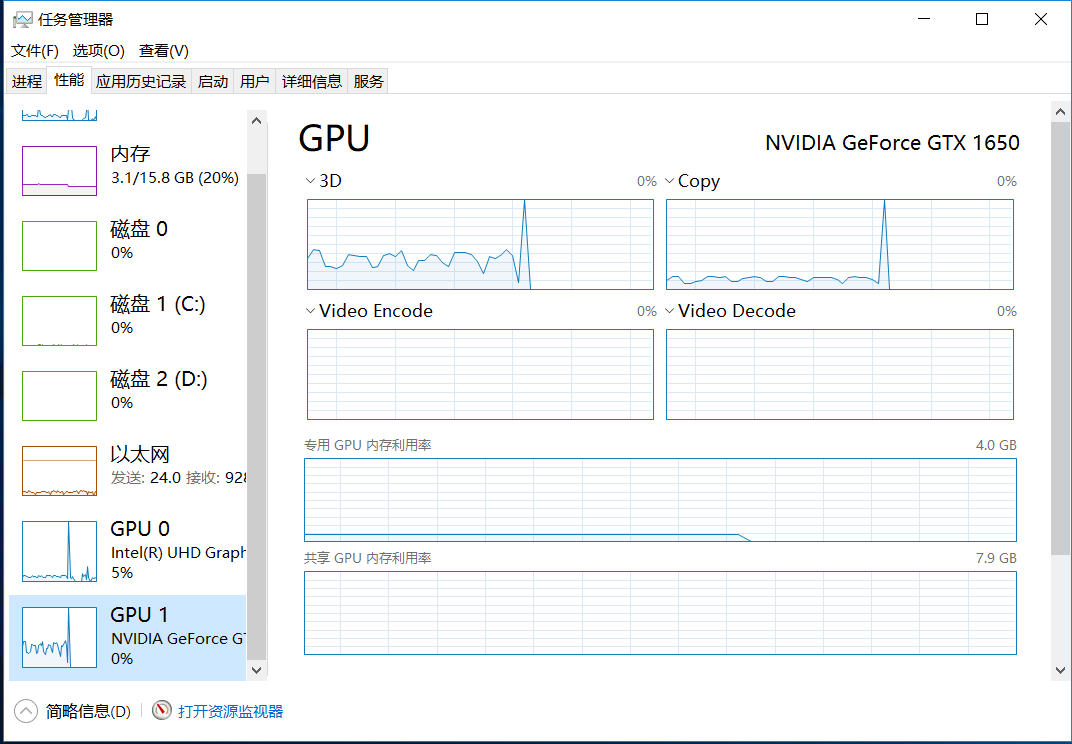 任务管理器
文件(F) 选项(O) 查看(V)
进程 性能 应用历史记录 启动 用户 详细信息 服务
内存
3.1/15.8 GB (20%)
磁盘 0
0%
磁盘 1 (C:)
0%
磁盘 2 (D:)
0%
以太网
发送: 24.0 接收: 928
GPU 0
Intel(R) UHD Graph
5%
GPU 1
NVIDIA GeForce GT
0%
GPU
NVIDIA GeForce GTX 1650
3D 0%
Copy 0%
Video Encode 0%
Video Decode 0%
专用 GPU 内存利用率 4.0 GB
共享 GPU 内存利用率 7.9 GB
简略信息(D)
打开资源监视器